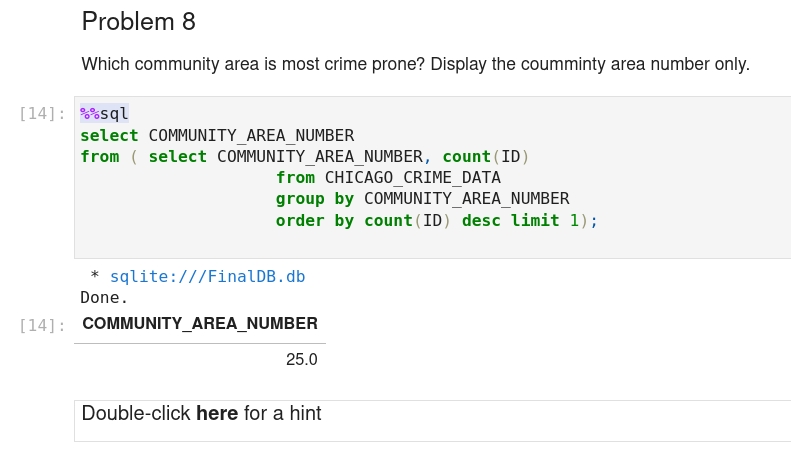 Problem 8
Which community area is most crime prone? Display the coumminty area number only.
[14]: %%sql
select COMMUNITY_AREA_NUMBER
from ( select COMMUNITY_AREA_NUMBER, count(ID)
from CHICAGO_CRIME_DATA
group by COMMUNITY_AREA_NUMBER
order by count(ID) desc limit 1);
* sqlite:///FinalDB.db
Done.
[14]: COMMUNITY_AREA_NUMBER
25.0
Double-click here for a hint